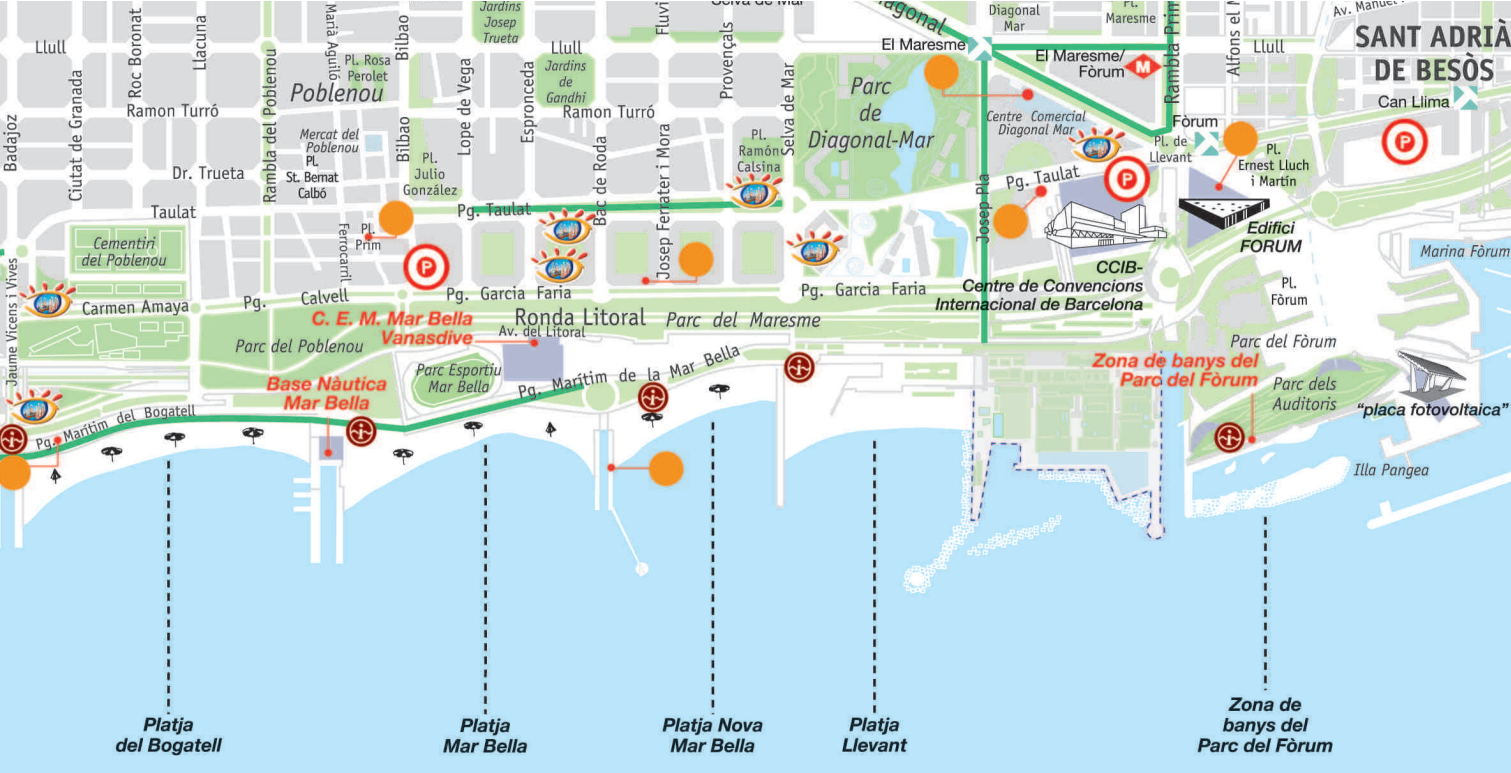 Selva de Mar
Diagonal
Diagonal
Mar
Pl.
Maresme
Av. Manuel
Jardins
Josep
Trueta
Llull
Roc Boronat
Llacuna
Marià Aguiló
Bilbao
Pl. Rosa
Perolet
Poblenou
Llull
Jardins
de
Gandhi
Provençals
El Maresme
El Maresme/
Fòrum
M
Rambla Prim
Alfons el M
Llull
SANT ADRIÀ
DE BESÒS
Can Llima
Badajoz
Ciutat de Granada
Ramon Turró
Rambla del Poblenou
Lope de Vega
Espronceda
Ramon Turró
Selva de Mar
Parc
de
Diagonal-Mar
Centre Comercial
Diagonal Mar
Fòrum
Pl. de
Llevant
P
Mercat del
Poblenou
Pl.
St. Bernat
Calbó
Bilbao
Pl.
Julio
González
Dr. Trueta
Bac de Roda
Josep Ferrater i Mora
Pl.
Ramón
Calsina
Pl.
Ernest Lluch
i Martín
Pg. Taulat
P
Taulat
Pg. Taulat
Josep Pla
Edifici
FORUM
Cementiri
del Poblenou
Ferrocarril
Pl.
Prim
P
Marina Fòrum
CCIB-
Centre de Convencions
Internacional de Barcelona
Pl.
Fòrum
Jaume Vicens i Vives
Carmen Amaya
Pg. Calvell
Pg. Garcia Faria
Pg. Garcia Faria
C. E. M. Mar Bella
Vanasdive
Ronda Litoral
Av. del Litoral
Parc del Maresme
Parc del Poblenou
Parc Esportiu
Mar Bella
Parc del Fòrum
Zona de banys del
Parc del Fòrum
Parc dels
Auditoris
Base Nàutica
Mar Bella
Pg. Marítim de la Mar Bella
"placa fotovoltaica"
Pg. Marítim del Bogatell
Illa Pangea
Platja
del Bogatell
Platja
Mar Bella
Platja Nova
Mar Bella
Platja
Llevant
Zona de
banys del
Parc del Fòrum